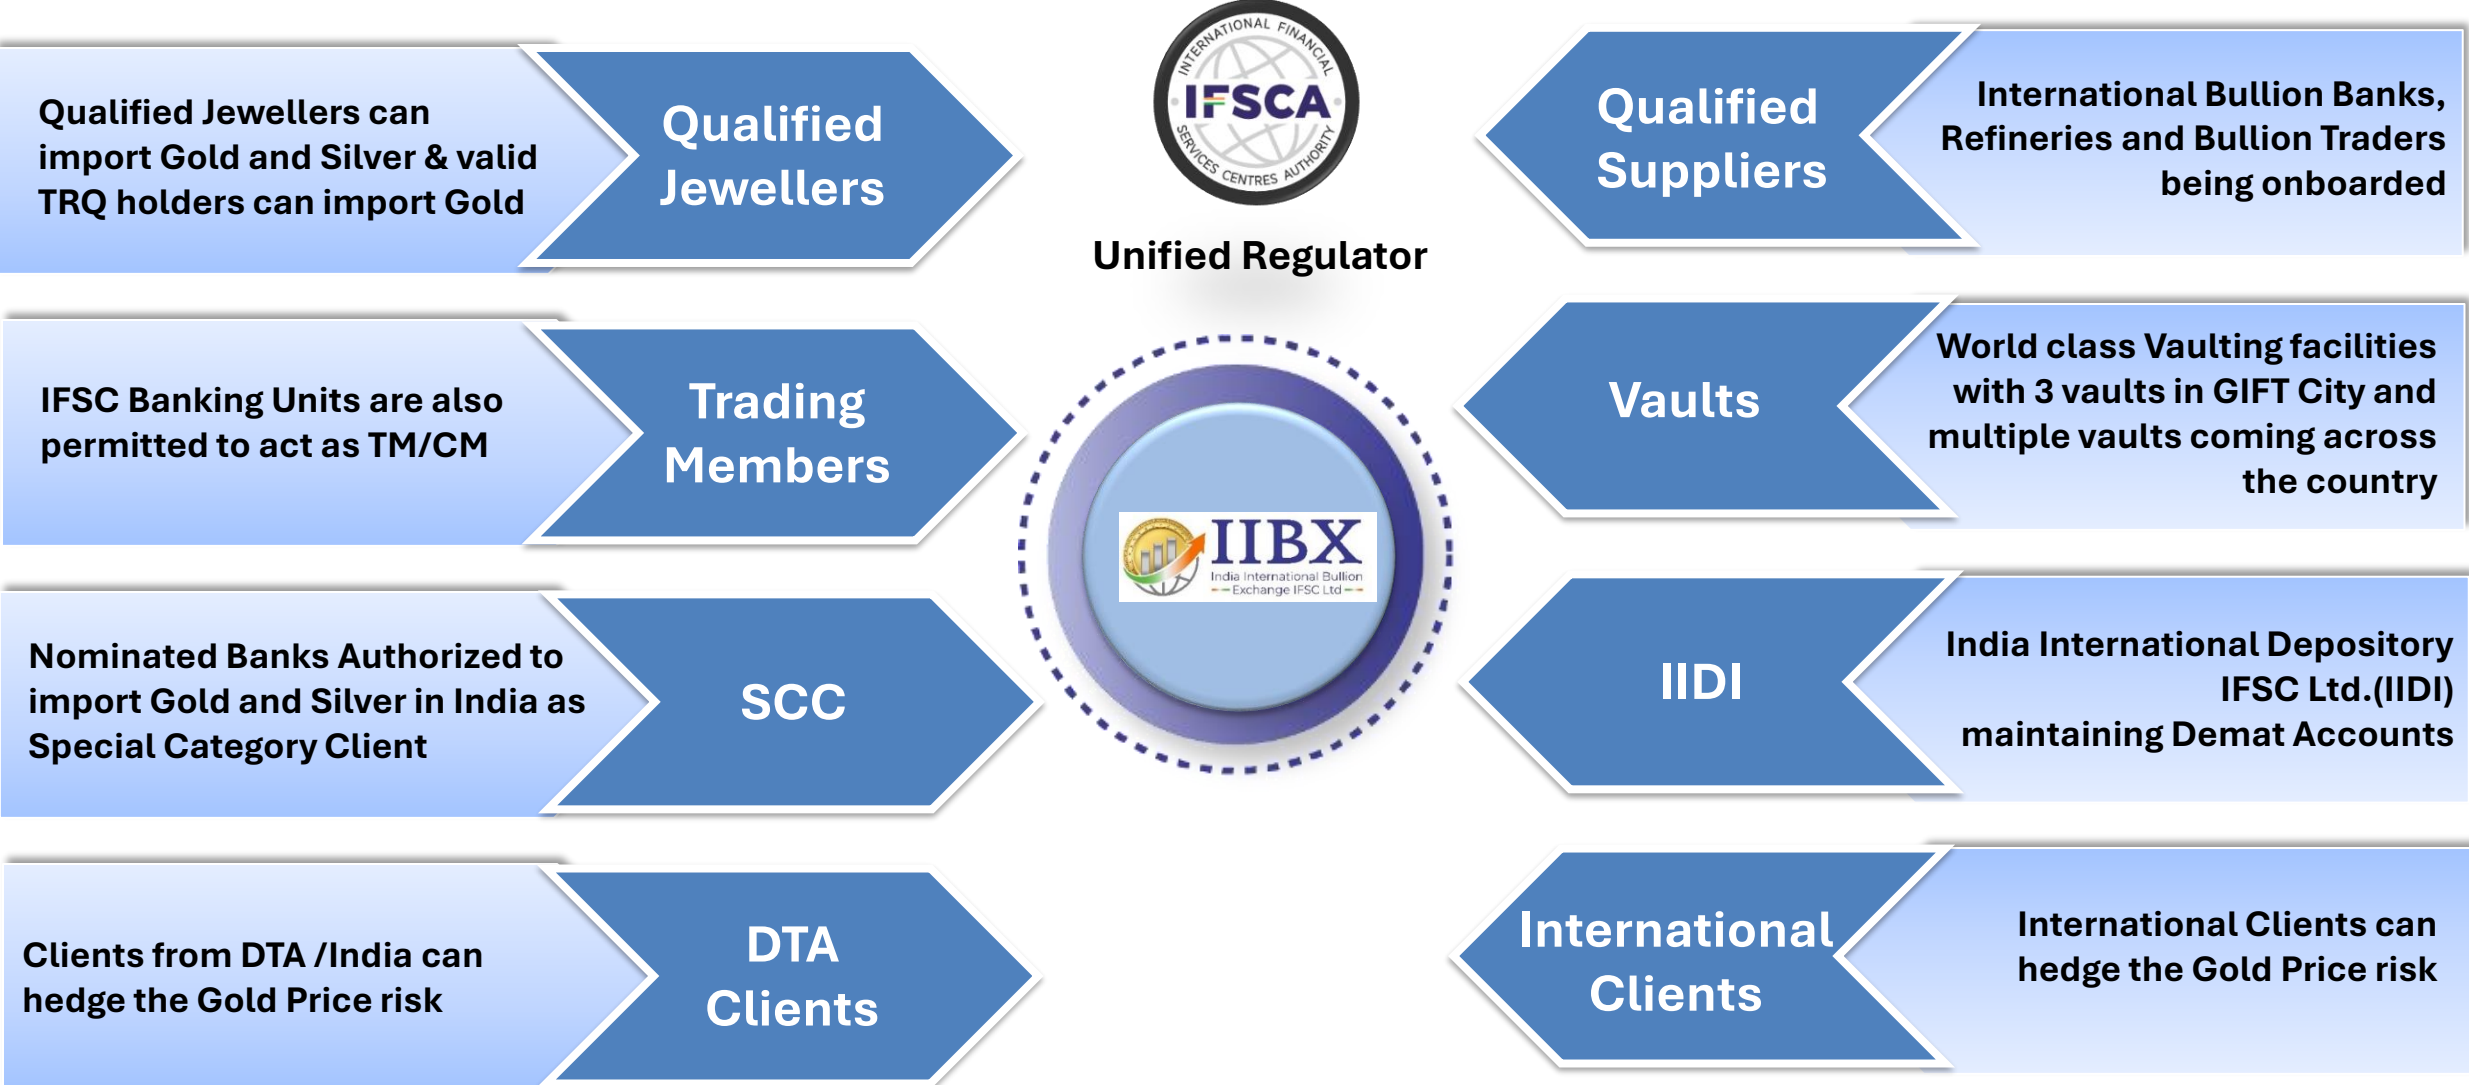 Qualified Jewellers can
import Gold and Silver & valid
TRQ holders can import Gold
Qualified
Jewellers
INTERNATIONAL FINANCIAL
IFSCA
SERVICES CENTRES AUTHORITY
Unified Regulator
Qualified
Suppliers
International Bullion Banks,
Refineries and Bullion Traders
being onboarded
IFSC Banking Units are also
permitted to act as TM/CM
Trading
Members
Vaults
World class Vaulting facilities
with 3 vaults in GIFT City and
multiple vaults coming across
the country
IIBX
India International Bullion
Exchange IFSC Ltd
Nominated Banks Authorized to
import Gold and Silver in India as
Special Category Client
SCC
IIDI
India International Depository
IFSC Ltd.(IIDI)
maintaining Demat Accounts
Clients from DTA /India can
hedge the Gold Price risk
DTA
Clients
International
Clients
International Clients can
hedge the Gold Price risk